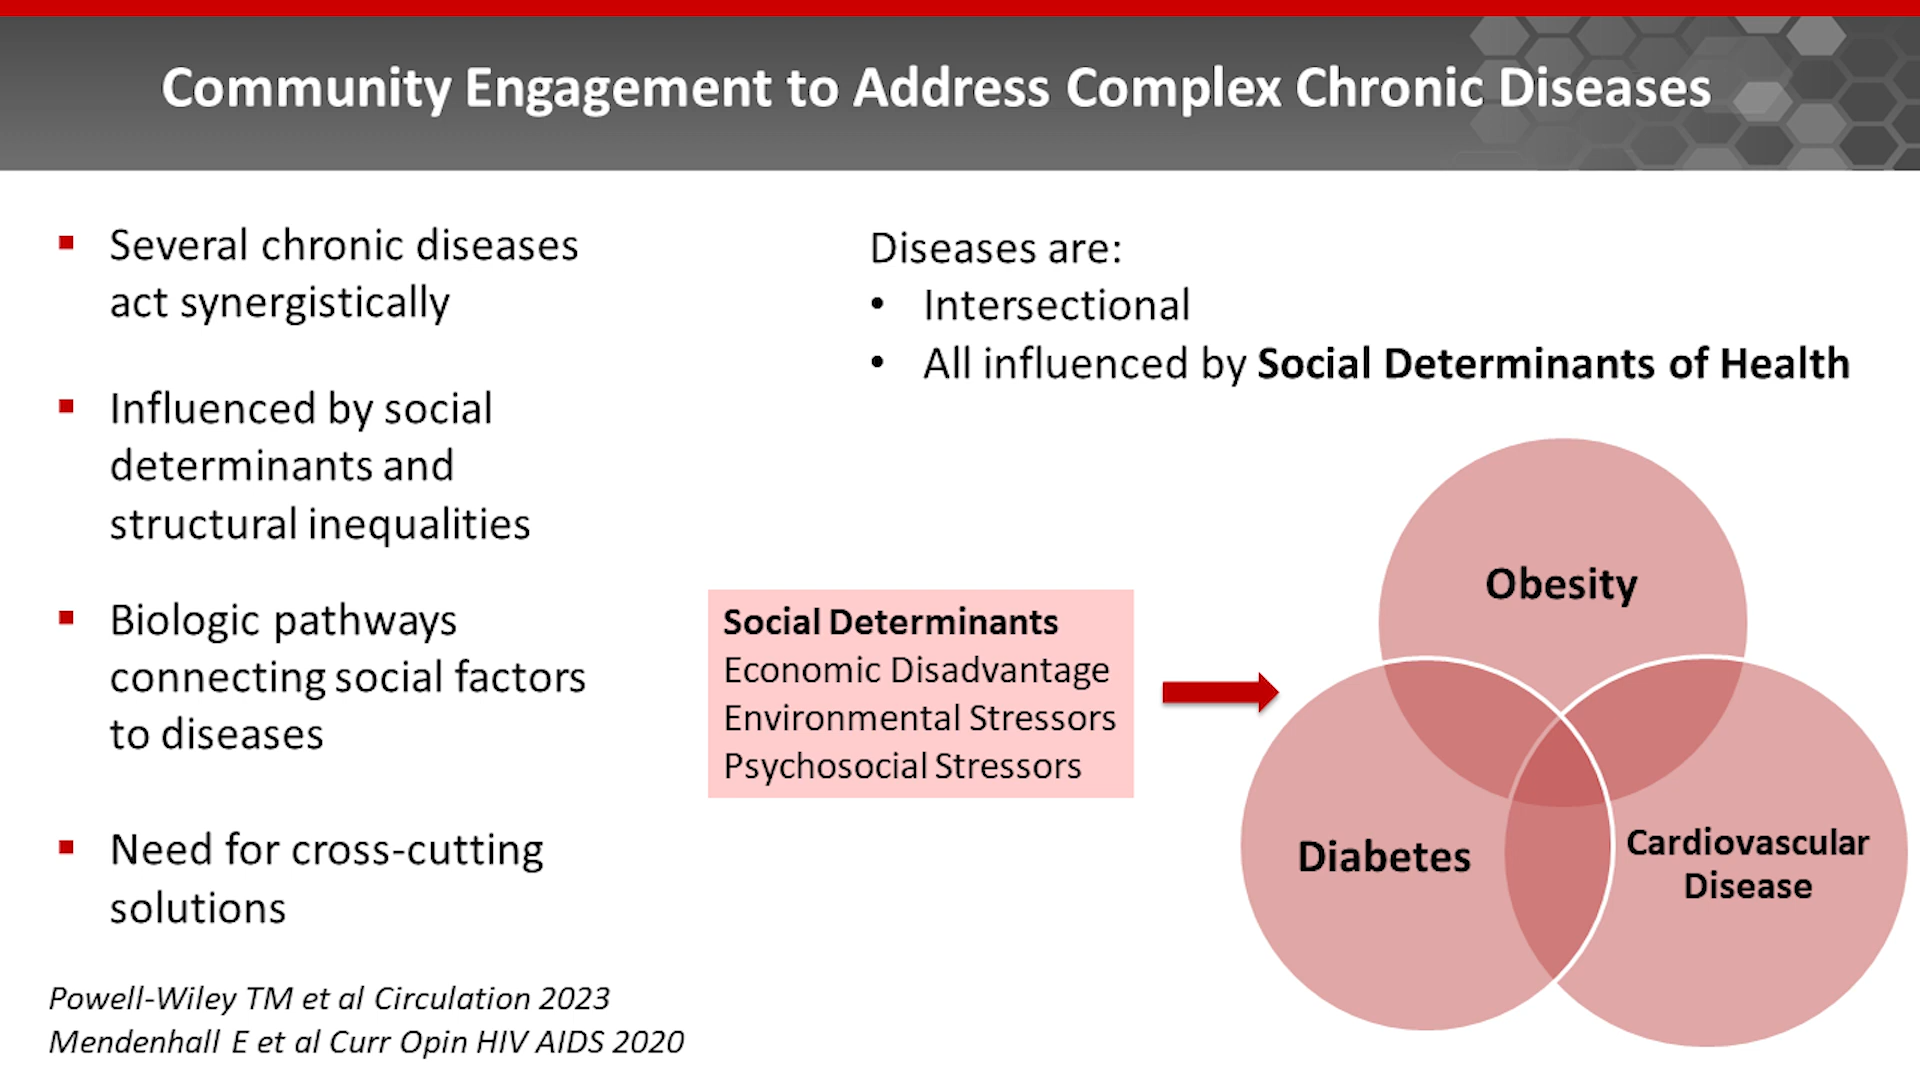 Community Engagement to Address Complex Chronic Diseases
▪ Several chronic diseases
act synergistically
▪ Influenced by social
determinants and
structural inequalities
▪ Biologic pathways
connecting social factors
to diseases
▪ Need for cross-cutting
solutions
Powell-Wiley TM et al Circulation 2023
Mendenhall E et al Curr Opin HIV AIDS 2020
Diseases are:
• Intersectional
• All influenced by Social Determinants of Health
Social Determinants
Economic Disadvantage
Environmental Stressors
Psychosocial Stressors
Obesity
Diabetes
Cardiovascular
Disease